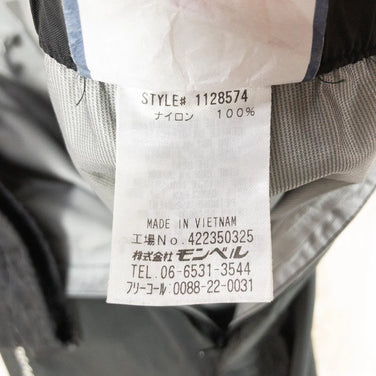 STYLE# 1128574
ナイロン 100%
MADE IN VIETNAM
工場No.422350325
株式会社モンベル
TEL.06-6531-3544
フリーコール:0088-22-0031